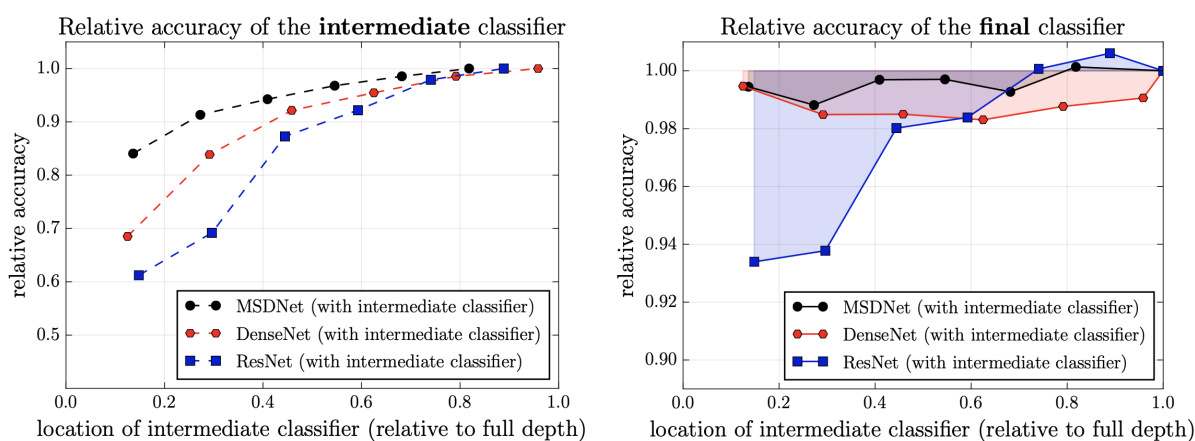 Relative accuracy of the intermediate classifier
relative accuracy
1.0
0.9
0.8
0.7
0.6
0.5
MSDNet (with intermediate classifier)
DenseNet (with intermediate classifier)
ResNet (with intermediate classifier)
0.0 0.2 0.4 0.6 0.8 1.0
location of intermediate classifier (relative to full depth)
Relative accuracy of the final classifier
relative accuracy
1.00
0.98
0.96
0.94
0.92
0.90
MSDNet (with intermediate classifier)
DenseNet (with intermediate classifier)
ResNet (with intermediate classifier)
0.0 0.2 0.4 0.6 0.8 1.0
location of intermediate classifier (relative to full depth)